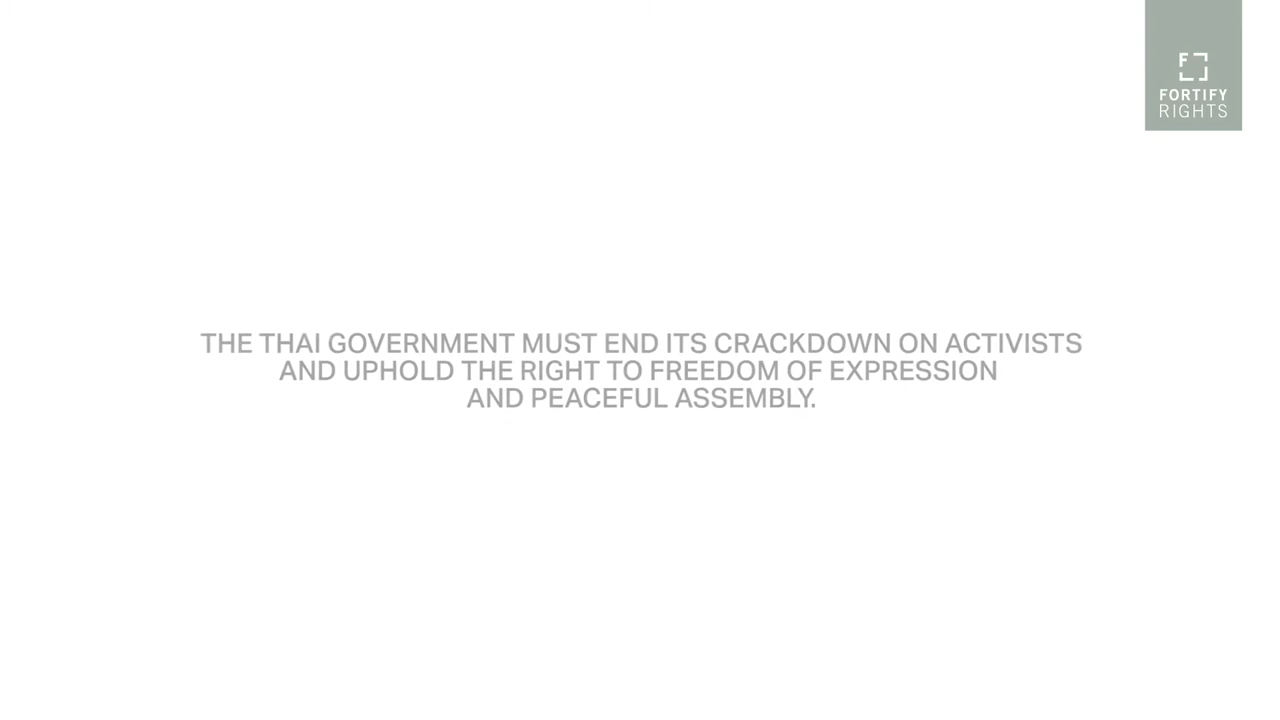 FORTIFY
RIGHTS
THE THAI GOVERNMENT MUST END ITS CRACKDOWN ON ACTIVISTS
AND UPHOLD THE RIGHT TO FREEDOM OF EXPRESSION
AND PEACEFUL ASSEMBLY.